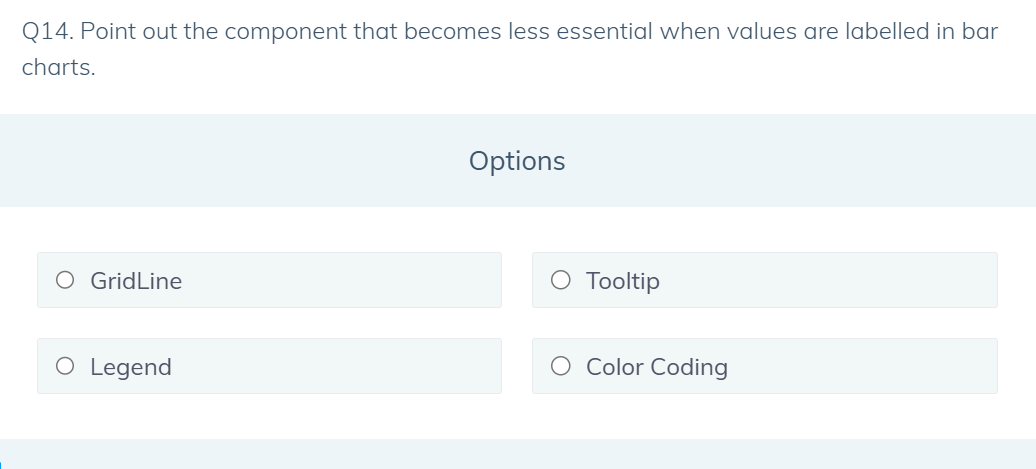 Q14. Point out the component that becomes less essential when values are labelled in bar
charts.
Options
GridLine
Tooltip
Legend
Color Coding